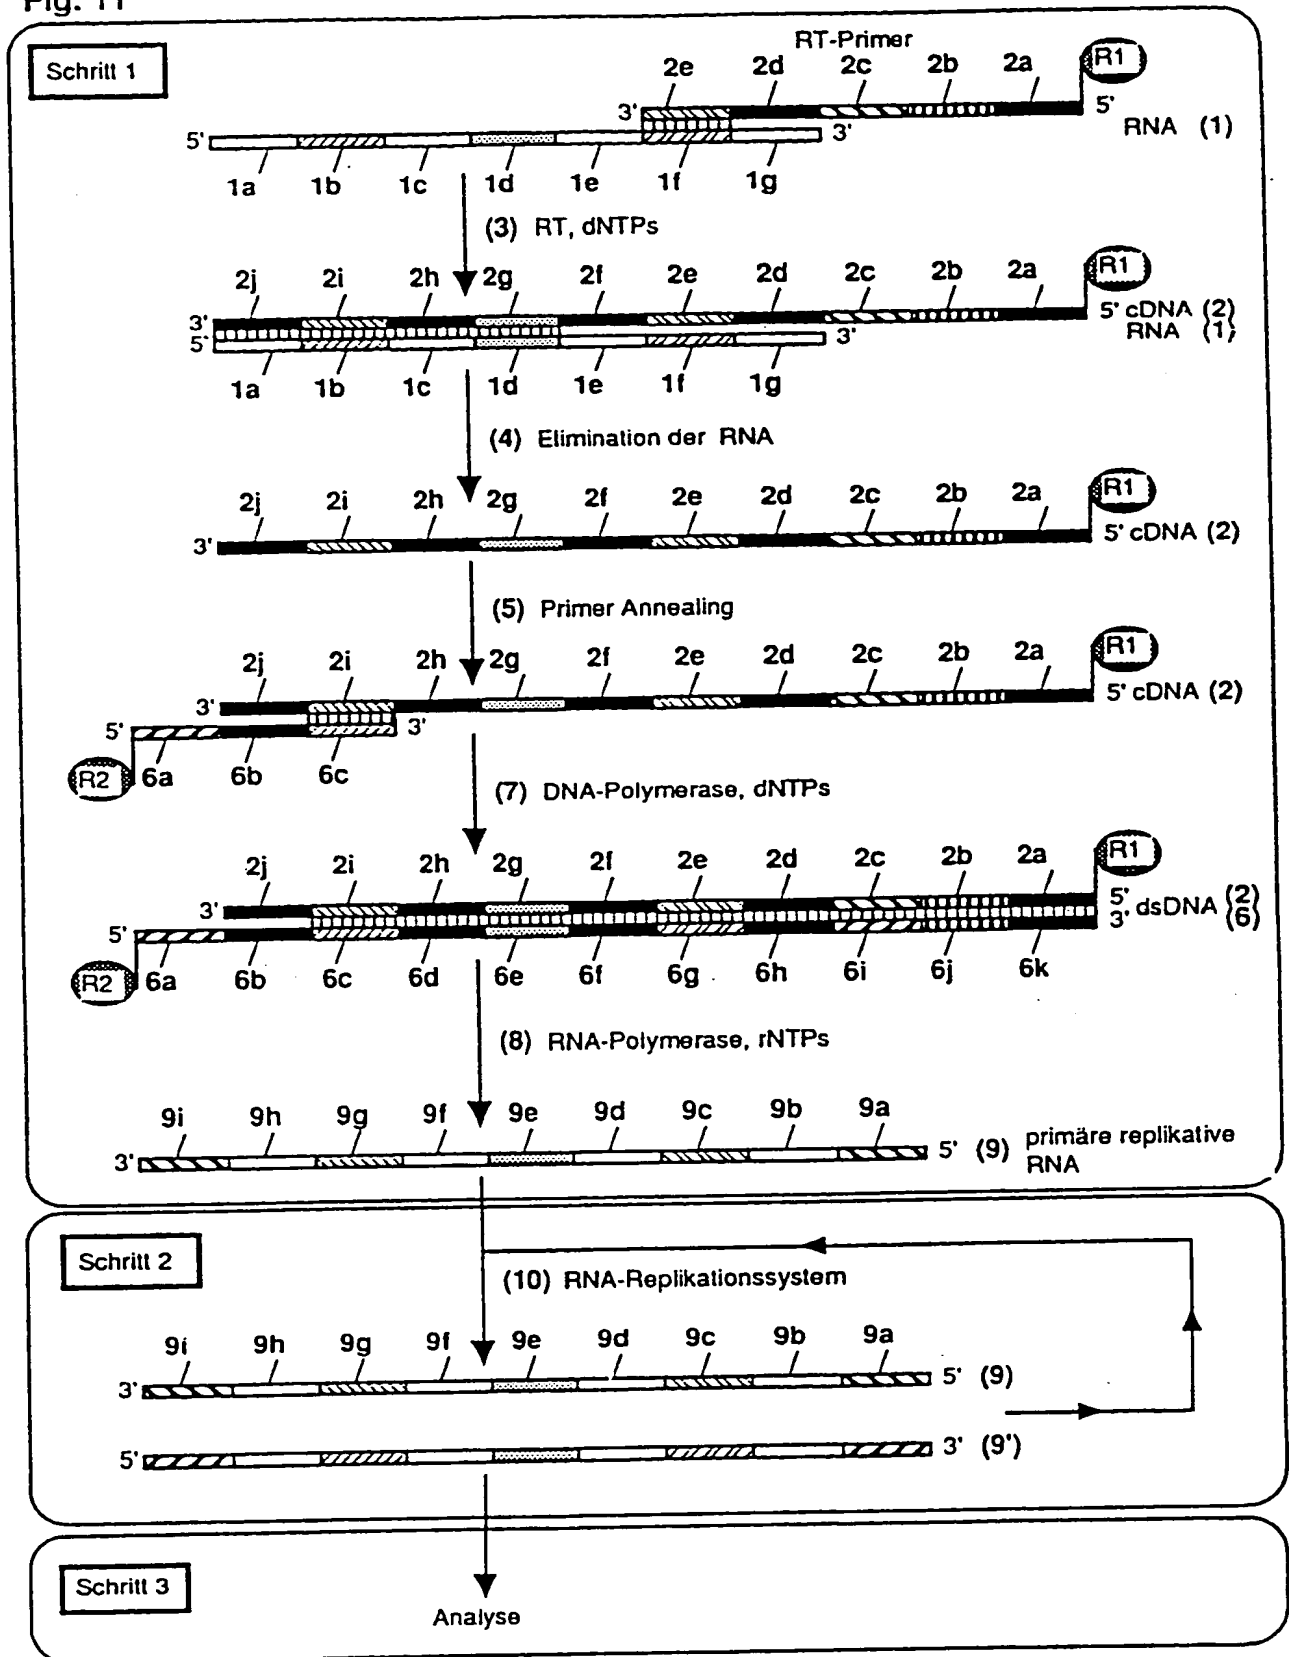 Fig. 11
Schritt 1
RT-Primer
2e 2d 2c 2b 2a R1
3' 5'
5' 3' RNA (1)
1a 1b 1c 1d 1e 1f 1g
(3) RT, dNTPs
2j 2i 2h 2g 2f 2e 2d 2c 2b 2a R1
3' 5' cDNA (2)
5' 3' RNA (1)
1a 1b 1c 1d 1e 1f 1g
(4) Elimination der RNA
2j 2i 2h 2g 2f 2e 2d 2c 2b 2a R1
3' 5' cDNA (2)
(5) Primer Annealing
2j 2i 2h 2g 2f 2e 2d 2c 2b 2a R1
3' 5' cDNA (2)
5' 3'
R2 6a 6b 6c
(7) DNA-Polymerase, dNTPs
2j 2i 2h 2g 2f 2e 2d 2c 2b 2a R1
3' 5' dsDNA (2)
5' 3' (6)
R2 6a 6b 6c 6d 6e 6f 6g 6h 6i 6j 6k
(8) RNA-Polymerase, rNTPs
9i 9h 9g 9f 9e 9d 9c 9b 9a
3' 5' (9) primäre replikative
RNA
Schritt 2
(10) RNA-Replikationssystem
9i 9h 9g 9f 9e 9d 9c 9b 9a
3' 5' (9)
5' 3' (9')
Schritt 3
Analyse